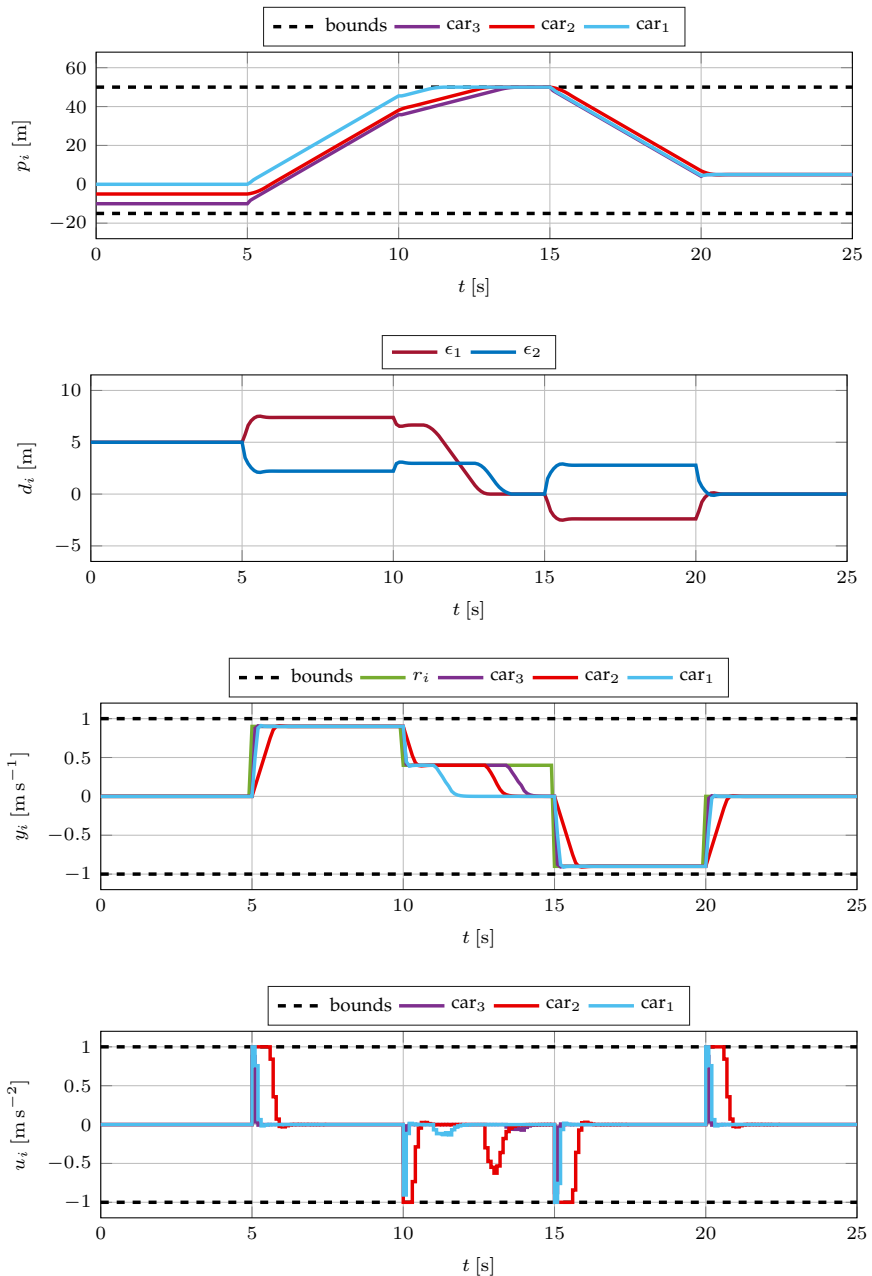 bounds car₃ car₂ car₁
60
40
20
0
−20
pᵢ [m]
0 5 10 15 20 25
t [s]
ϵ₁ ϵ₂
10
5
0
−5
dᵢ [m]
0 5 10 15 20 25
t [s]
bounds rᵢ car₃ car₂ car₁
1
0.5
0
−0.5
−1
yᵢ [m s⁻¹]
0 5 10 15 20 25
t [s]
bounds car₃ car₂ car₁
1
0.5
0
−0.5
−1
uᵢ [m s⁻²]
0 5 10 15 20 25
t [s]